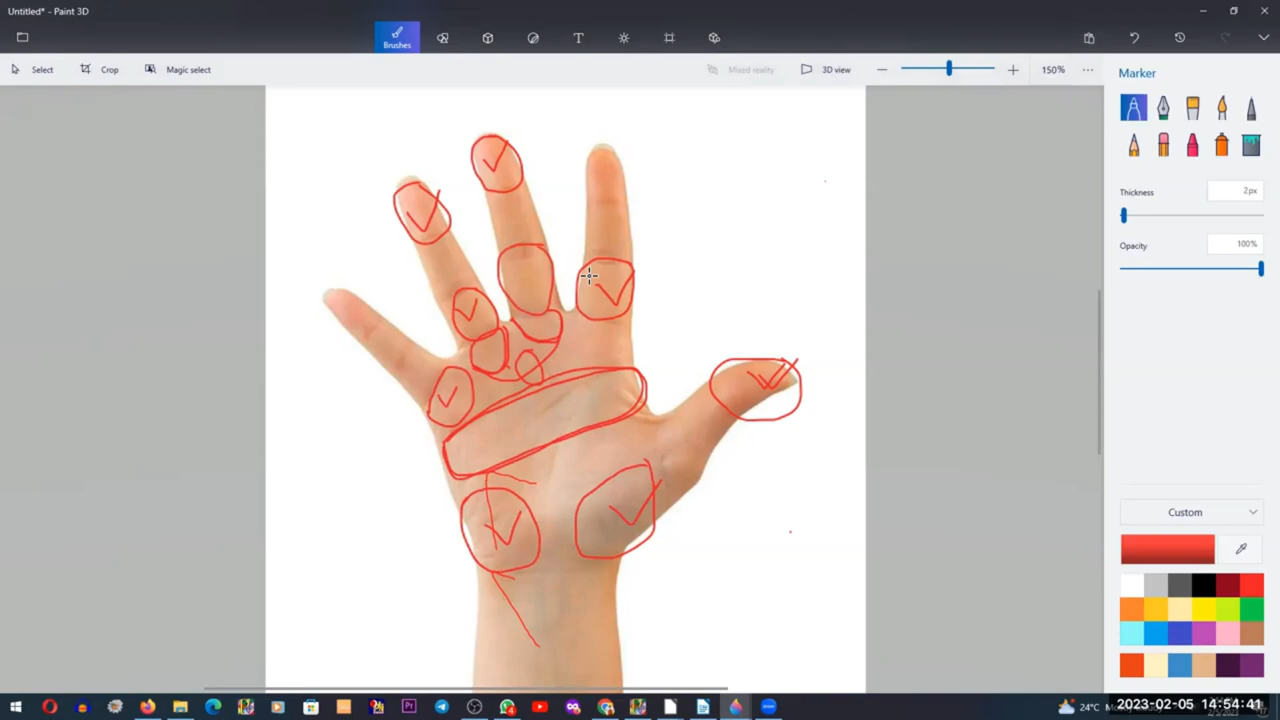 Untitled* - Paint 3D
Brushes
Select
Crop
Magic select
Mixed reality
3D view
150%
Marker
Thickness
2px
Opacity
100%
Custom
24°C
2023-02-05 14:54:41